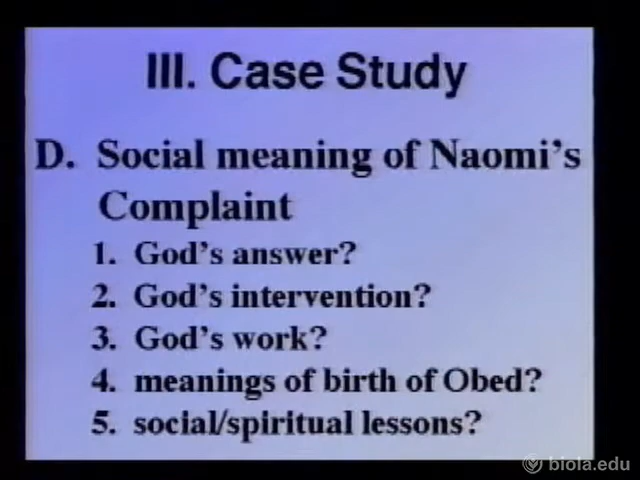 III. Case Study
D. Social meaning of Naomi's
Complaint
1. God's answer?
2. God's intervention?
3. God's work?
4. meanings of birth of Obed?
5. social/spiritual lessons?
biola.edu